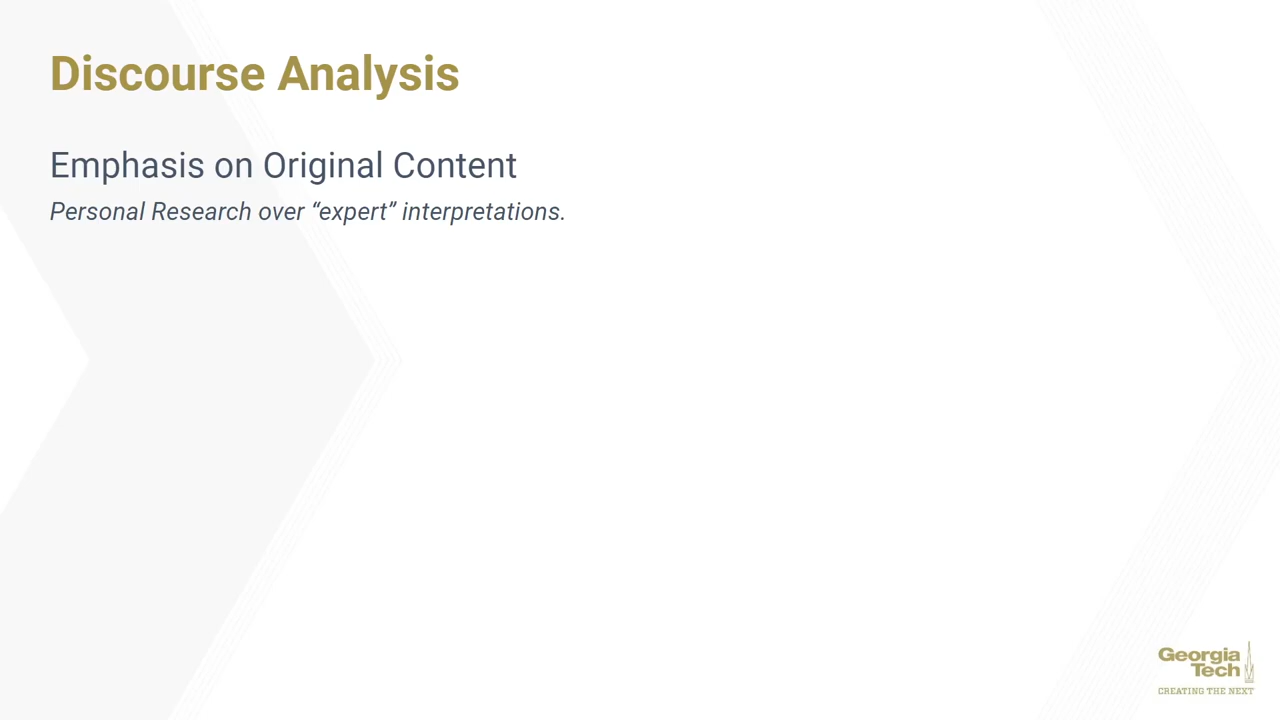 Discourse Analysis
Emphasis on Original Content
Personal Research over “expert” interpretations.
Georgia
Tech
CREATING THE NEXT